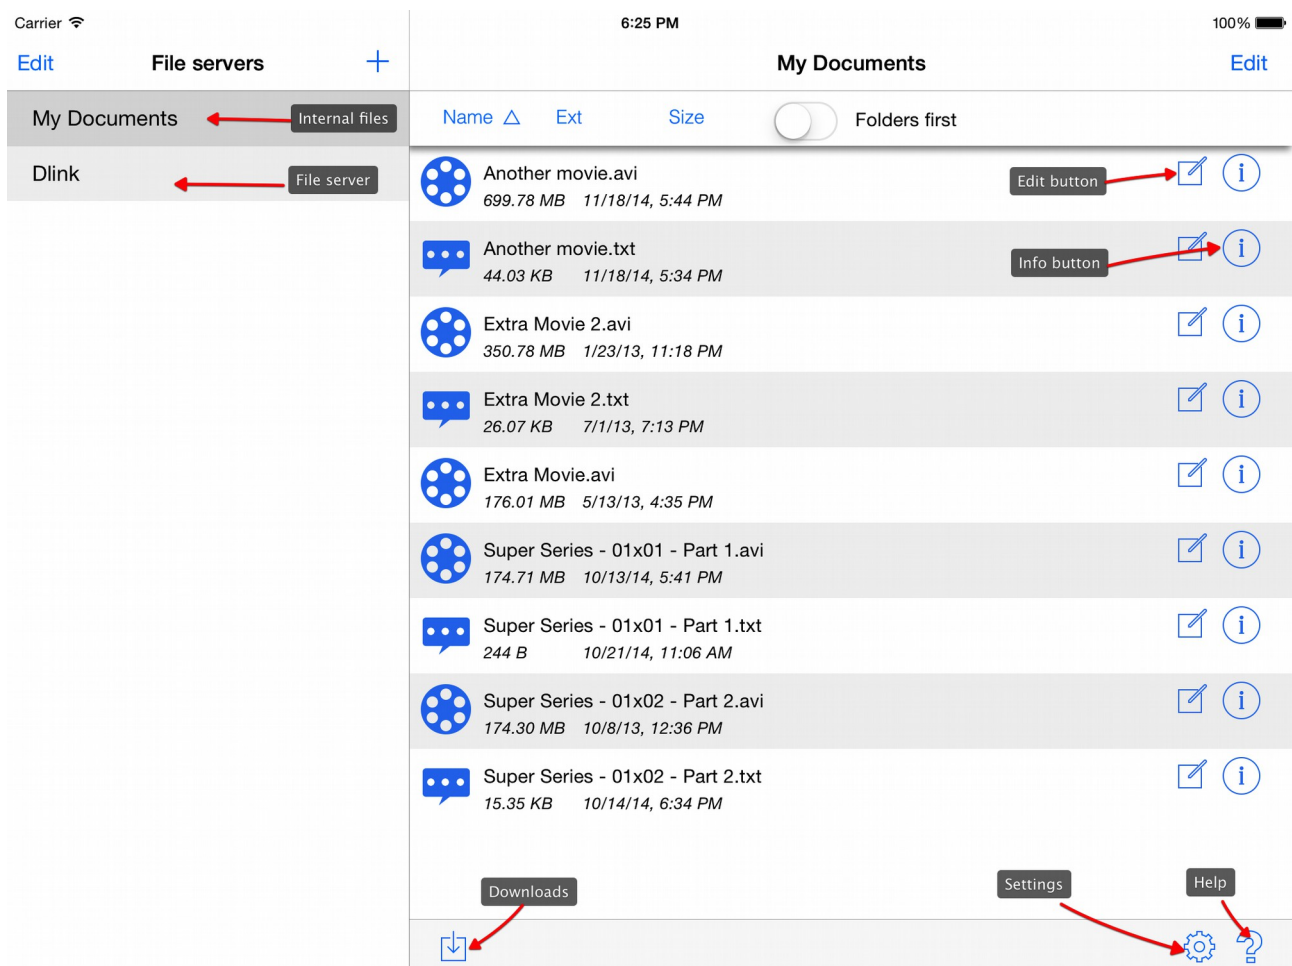 Carrier 6:25 PM 100%
Edit File servers + My Documents Edit
My Documents Internal files
Dlink File server
Name △ Ext Size Folders first
Another movie.avi
699.78 MB 11/18/14, 5:44 PM
Edit button
Another movie.txt
44.03 KB 11/18/14, 5:34 PM
Info button
Extra Movie 2.avi
350.78 MB 1/23/13, 11:18 PM
Extra Movie 2.txt
26.07 KB 7/1/13, 7:13 PM
Extra Movie.avi
176.01 MB 5/13/13, 4:35 PM
Super Series - 01x01 - Part 1.avi
174.71 MB 10/13/14, 5:41 PM
Super Series - 01x01 - Part 1.txt
244 B 10/21/14, 11:06 AM
Super Series - 01x02 - Part 2.avi
174.30 MB 10/8/13, 12:36 PM
Super Series - 01x02 - Part 2.txt
15.35 KB 10/14/14, 6:34 PM
Downloads Settings Help